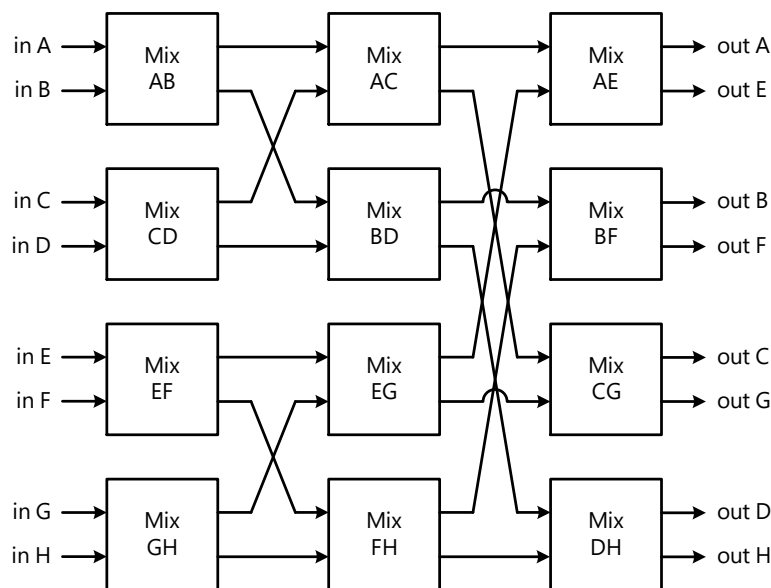 in A
Mix
AB
Mix
AC
Mix
AE
out A
in B
out E
in C
Mix
CD
Mix
BD
Mix
BF
out B
in D
out F
in E
Mix
EF
Mix
EG
Mix
CG
out C
in F
out G
in G
Mix
GH
Mix
FH
Mix
DH
out D
in H
out H